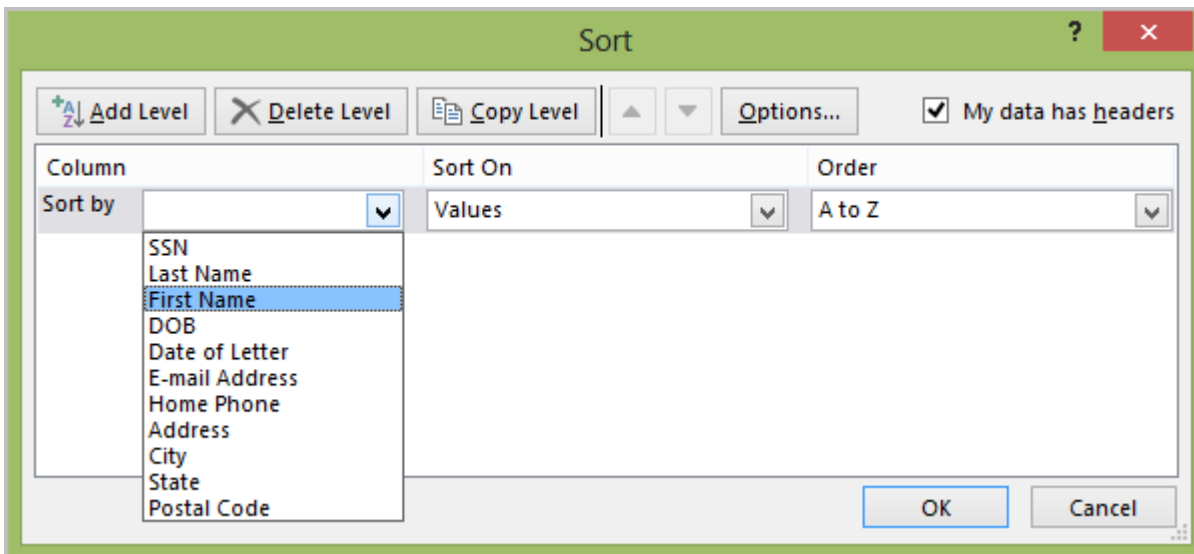 Sort
?
Add Level Delete Level Copy Level Options... My data has headers
Column Sort On Order
Sort by Values A to Z
SSN
Last Name
First Name
DOB
Date of Letter
E-mail Address
Home Phone
Address
City
State
Postal Code
OK Cancel